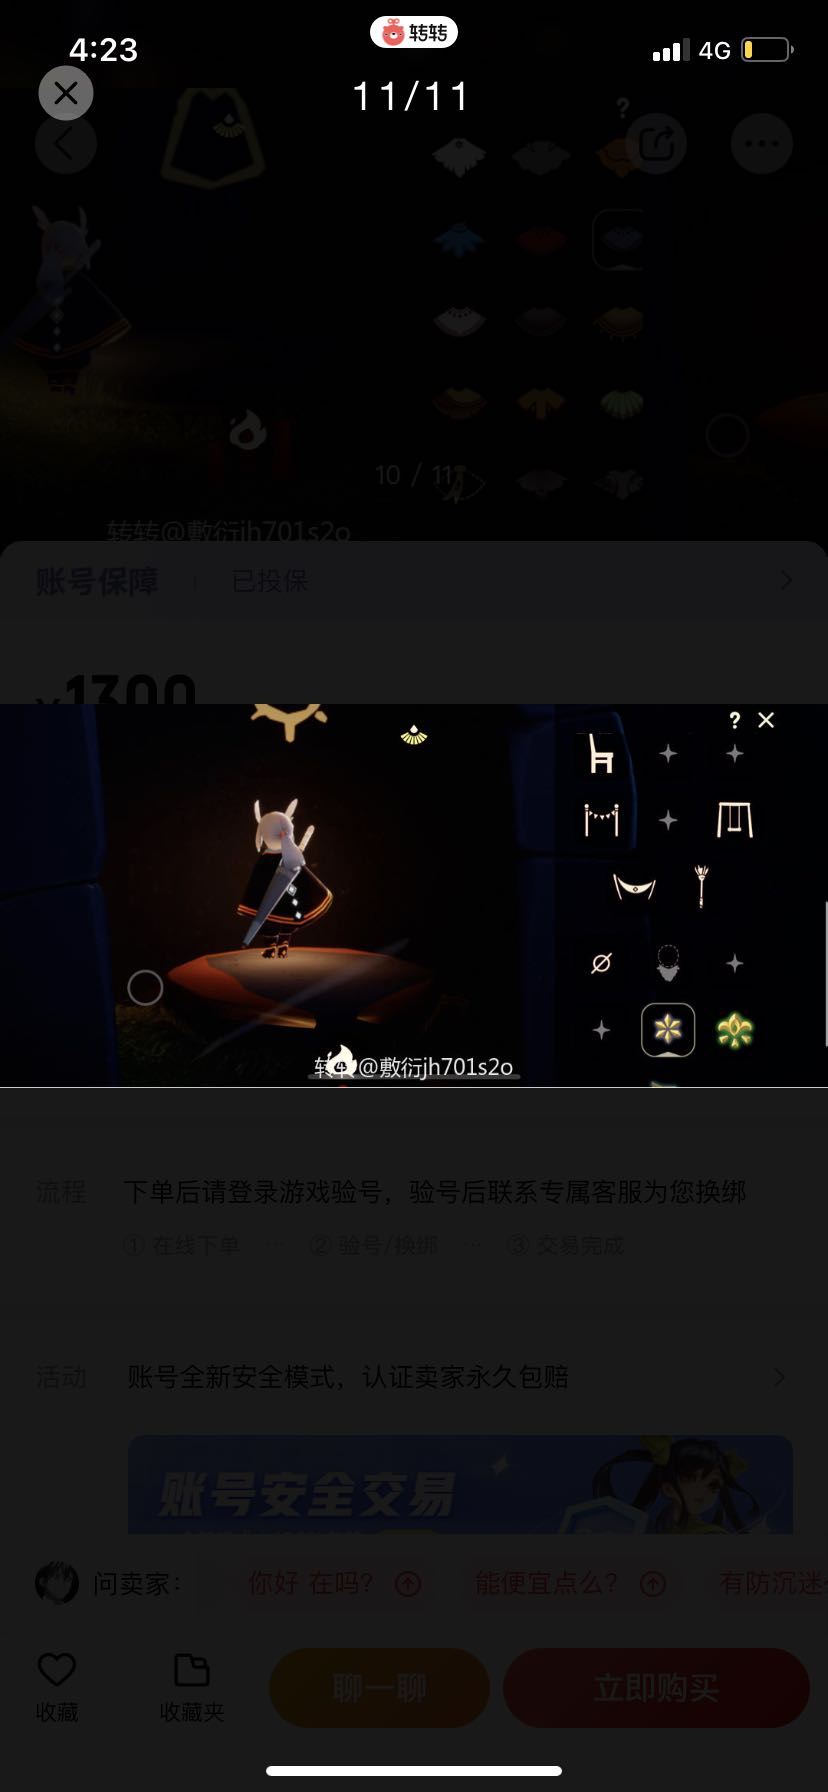 4:23
转转
4G
11/11
?
10 / 11
转转@敷衍jh701s2o
账号保障
已投保
1300
?
转转@敷衍jh701s2o
流程
下单后请登录游戏验号，验号后联系专属客服为您换绑
① 在线下单 ··· ② 验号/换绑 ··· ③ 交易完成
活动
账号全新安全模式，认证卖家永久包赔
账号安全交易
问卖家：
你好 在吗？
能便宜点么？
有防沉迷
收藏
收藏夹
聊一聊
立即购买